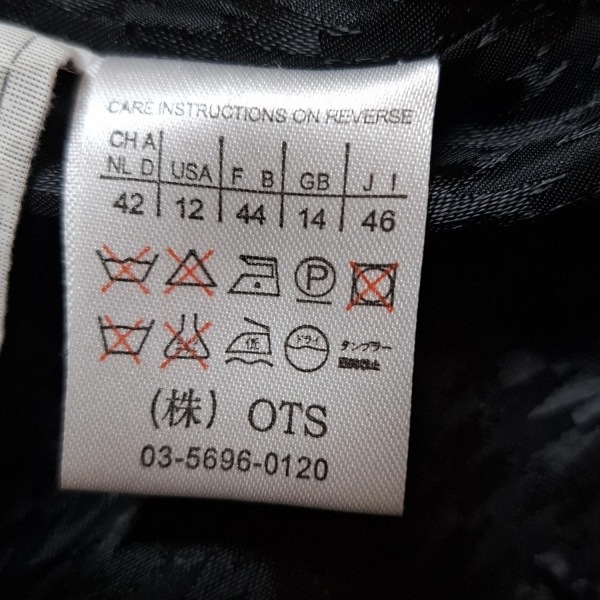 CARE INSTRUCTIONS ON REVERSE
CH A
NL D USA F B GB J I
42 12 44 14 46
P
低 ドライ タンブラー
(株) OTS
03-5696-0120